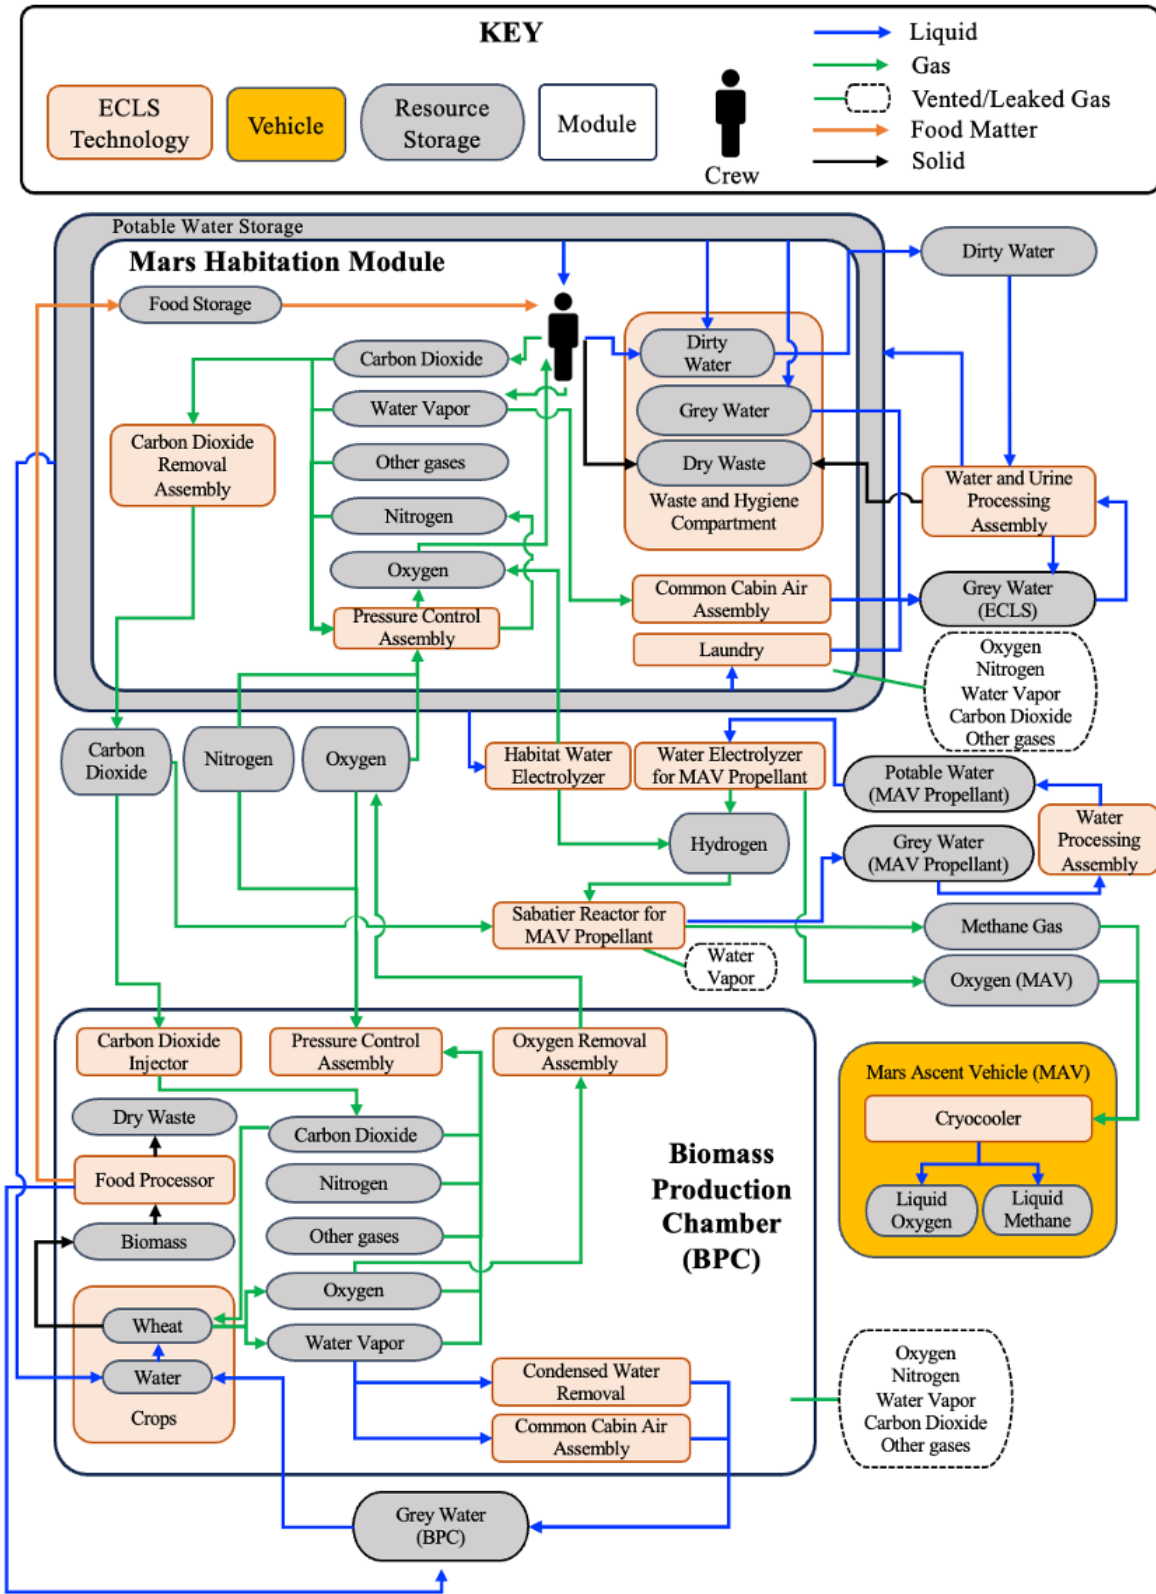 KEY
ECLS
Technology
Vehicle
Resource
Storage
Module
Crew
Liquid
Gas
Vented/Leaked Gas
Food Matter
Solid
Potable Water Storage
Mars Habitation Module
Dirty Water
Food Storage
Carbon Dioxide
Water Vapor
Other gases
Nitrogen
Oxygen
Pressure Control
Assembly
Carbon Dioxide
Removal
Assembly
Dirty
Water
Grey Water
Dry Waste
Waste and Hygiene
Compartment
Water and Urine
Processing
Assembly
Common Cabin Air
Assembly
Grey Water
(ECLS)
Laundry
Oxygen
Nitrogen
Water Vapor
Carbon Dioxide
Other gases
Carbon
Dioxide
Nitrogen
Oxygen
Habitat Water
Electrolyzer
Water Electrolyzer
for MAV Propellant
Potable Water
(MAV Propellant)
Hydrogen
Grey Water
(MAV Propellant)
Water
Processing
Assembly
Sabatier Reactor for
MAV Propellant
Water
Vapor
Methane Gas
Oxygen (MAV)
Carbon Dioxide
Injector
Pressure Control
Assembly
Oxygen Removal
Assembly
Mars Ascent Vehicle (MAV)
Cryocooler
Liquid
Oxygen
Liquid
Methane
Dry Waste
Food Processor
Biomass
Wheat
Water
Crops
Carbon Dioxide
Nitrogen
Other gases
Oxygen
Water Vapor
Biomass
Production
Chamber
(BPC)
Condensed Water
Removal
Common Cabin Air
Assembly
Oxygen
Nitrogen
Water Vapor
Carbon Dioxide
Other gases
Grey Water
(BPC)